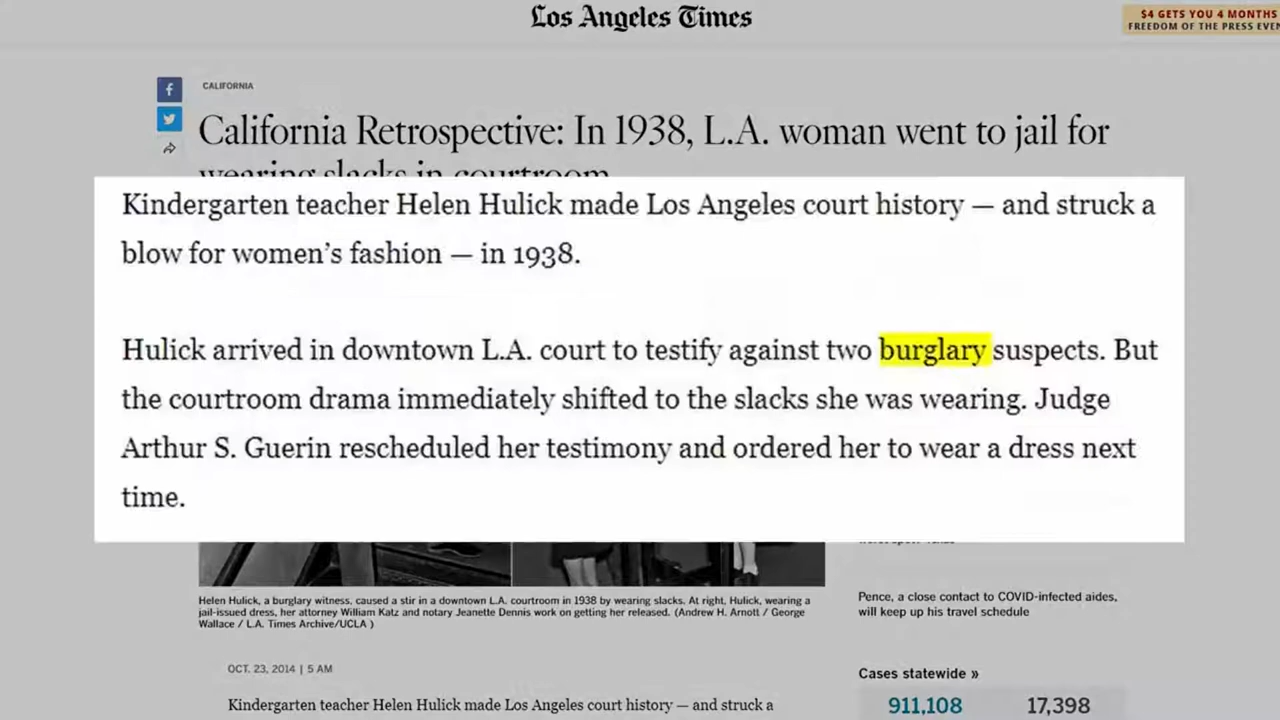 Los Angeles Times
$4 GETS YOU 4 MONTHS
FREEDOM OF THE PRESS
CALIFORNIA
California Retrospective: In 1938, L.A. woman went to jail for
wearing slacks in courtroom
Kindergarten teacher Helen Hulick made Los Angeles court history — and struck a
blow for women’s fashion — in 1938.
Hulick arrived in downtown L.A. court to testify against two burglary suspects. But
the courtroom drama immediately shifted to the slacks she was wearing. Judge
Arthur S. Guerin rescheduled her testimony and ordered her to wear a dress next
time.
Helen Hulick, a burglary witness, caused a stir in a downtown L.A. courtroom in 1938 by wearing slacks. At right, Hulick, wearing a
jail-issued dress, her attorney William Katz and notary Jeanette Dennis work on getting her released. (Andrew H. Arnott / George
Wallace / L.A. Times Archive/UCLA )
Pence, a close contact to COVID-infected aides,
will keep up his travel schedule
OCT. 23, 2014 | 5 AM
Cases statewide »
Kindergarten teacher Helen Hulick made Los Angeles court history — and struck a
911,108 17,398